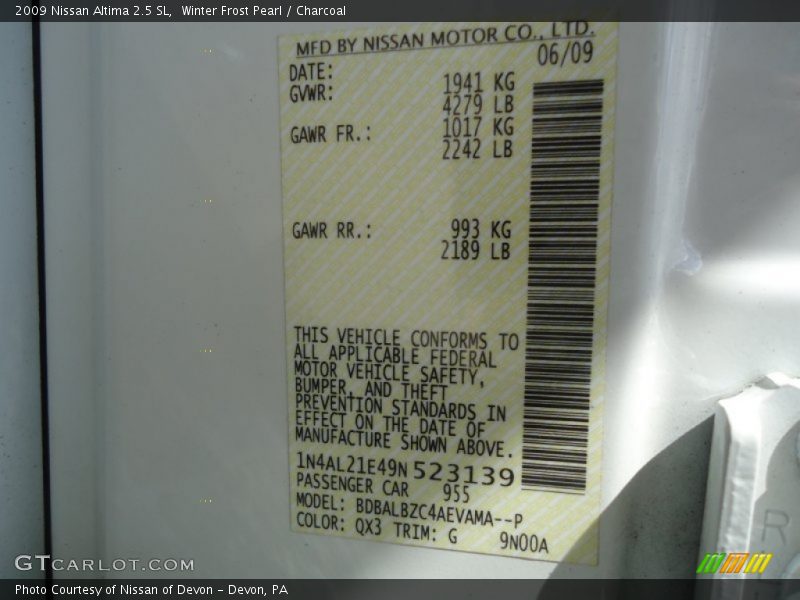 2009 Nissan Altima 2.5 SL,  Winter Frost Pearl / Charcoal
MFD BY NISSAN MOTOR CO., LTD.
DATE: 06/09
GVWR: 1941 KG
4279 LB
GAWR FR.: 1017 KG
2242 LB
GAWR RR.: 993 KG
2189 LB
THIS VEHICLE CONFORMS TO
ALL APPLICABLE FEDERAL
MOTOR VEHICLE SAFETY,
BUMPER, AND THEFT
PREVENTION STANDARDS IN
EFFECT ON THE DATE OF
MANUFACTURE SHOWN ABOVE.
1N4AL21E49N523139
PASSENGER CAR 955
MODEL: BDBALBZC4AEVAMA--P
COLOR: QX3 TRIM: G 9N00A
R
GTCARLOT.COM
Photo Courtesy of Nissan of Devon - Devon, PA